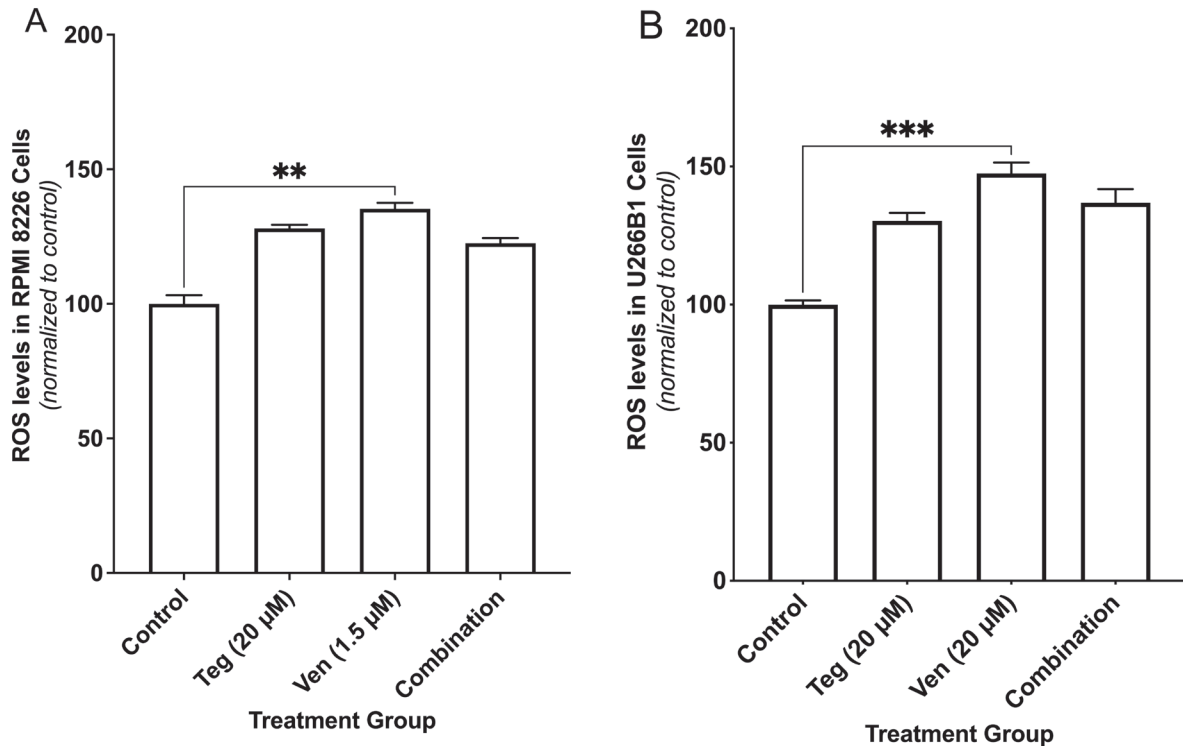 A
ROS levels in RPMI 8226 Cells
(normalized to control)
200
150
100
50
0
**
Control
Teg (20 µM)
Ven (1.5 µM)
Combination
Treatment Group
B
ROS levels in U266B1 Cells
(normalized to control)
200
150
100
50
0
***
Control
Teg (20 µM)
Ven (20 µM)
Combination
Treatment Group